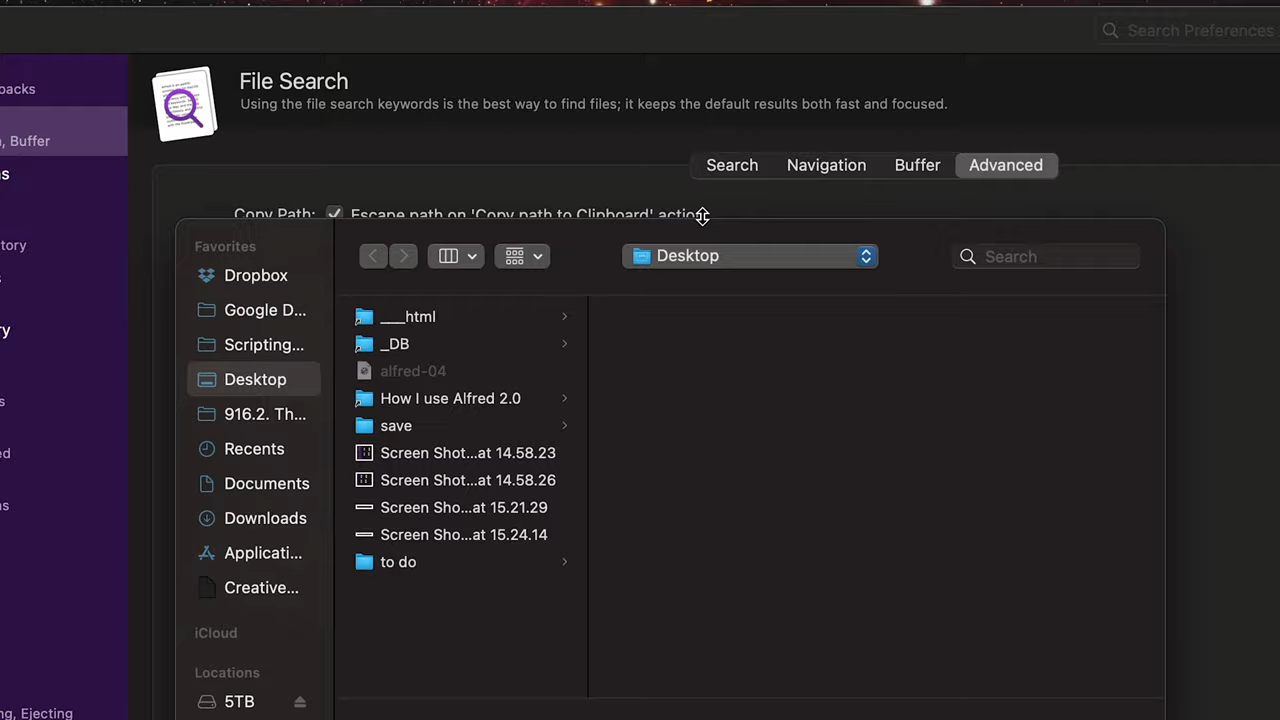 Search Preferences
File Search
Using the file search keywords is the best way to find files; it keeps the default results both fast and focused.
Search
Navigation
Buffer
Advanced
Copy Path:
Escape path on 'Copy path to Clipboard' action
backs
, Buffer
s
tory
s
ry
s
ed
s
ng, Ejecting
Favorites
Dropbox
Google D...
Scripting...
Desktop
916.2. Th...
Recents
Documents
Downloads
Applicati...
Creative...
iCloud
Locations
5TB
Desktop
Search
___html
_DB
alfred-04
How I use Alfred 2.0
save
Screen Shot...at 14.58.23
Screen Shot...at 14.58.26
Screen Sho...at 15.21.29
Screen Sho...at 15.24.14
to do